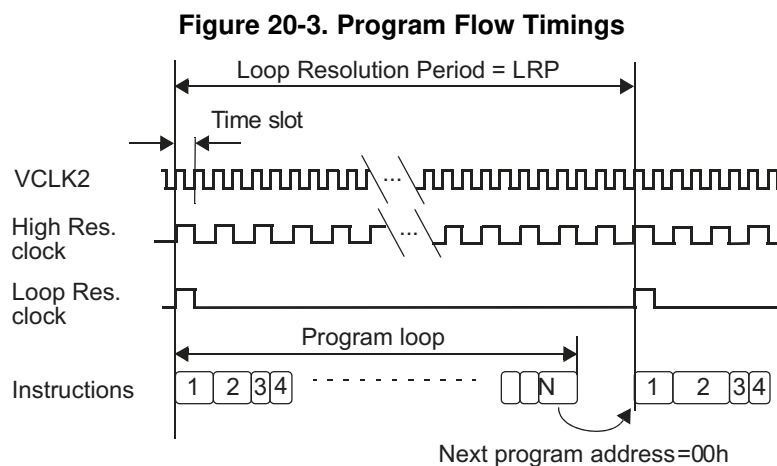 Figure 20-3. Program Flow Timings
Loop Resolution Period = LRP
Time slot
VCLK2
...
High Res.
clock
...
Loop Res.
clock
Program loop
Instructions
1 2 3 4 N 1 2 3 4
Next program address=00h